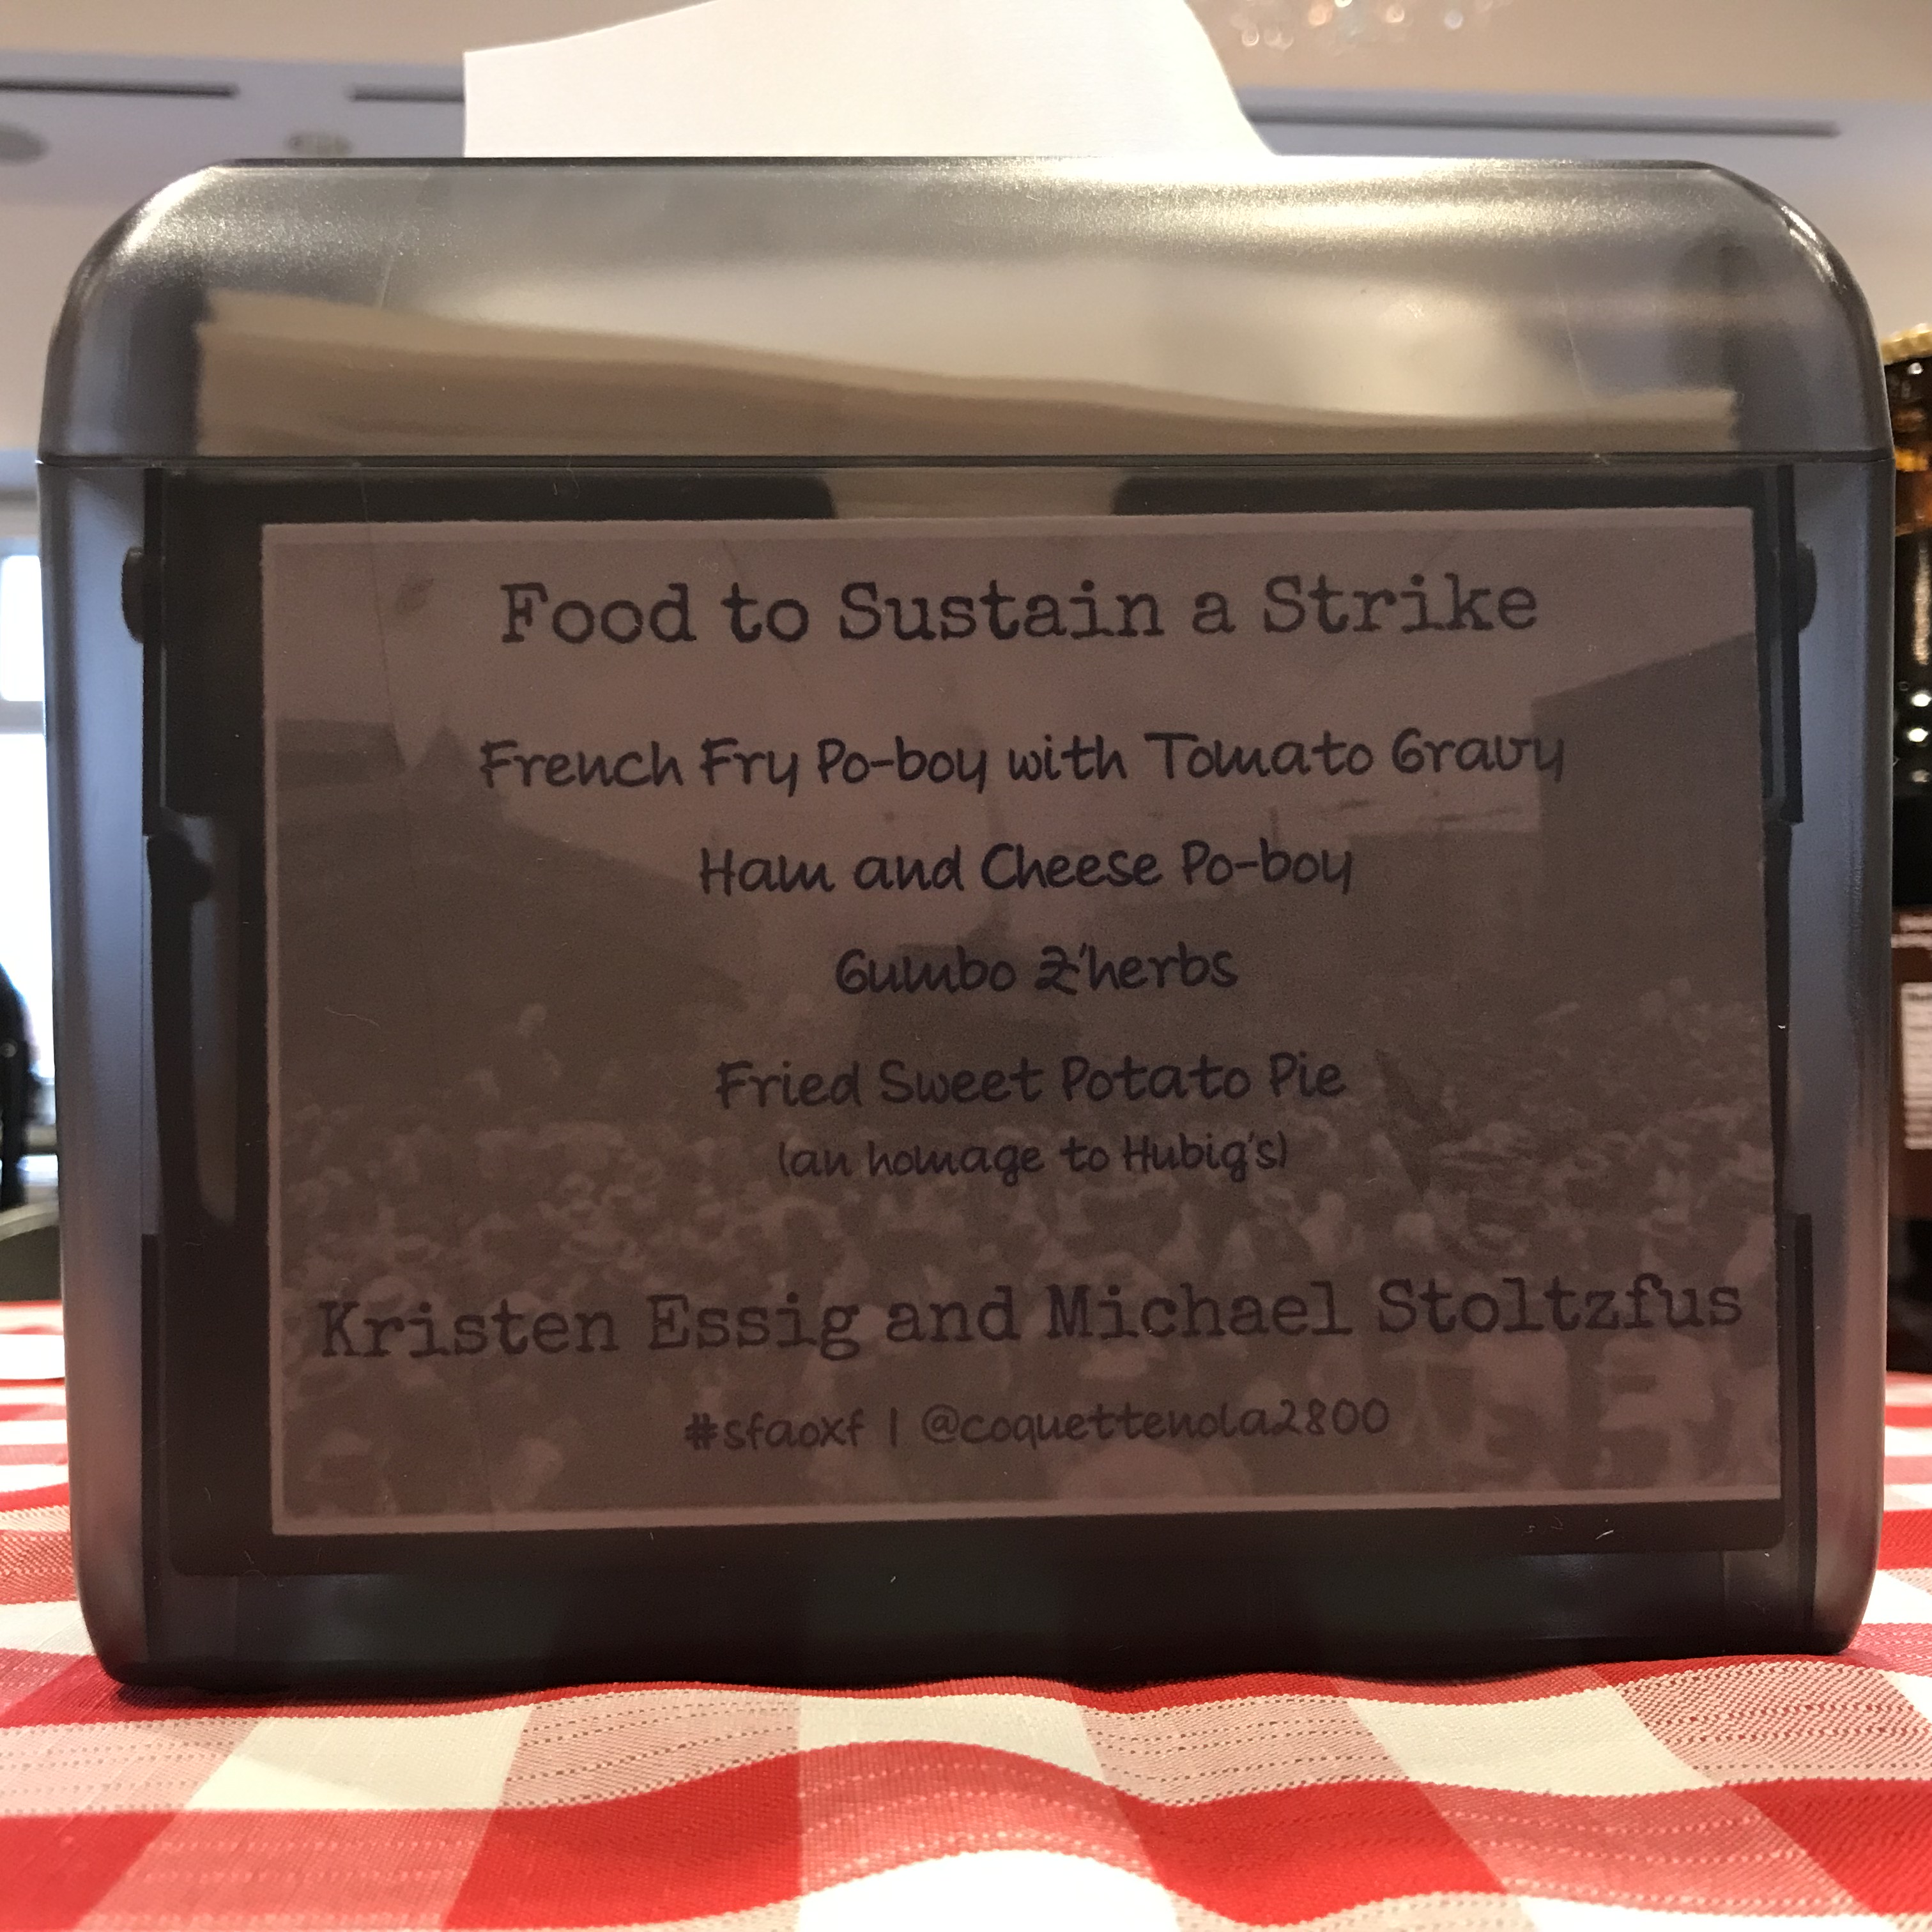 Food to Sustain a Strike
French Fry Po-boy with Tomato Gravy
Ham and Cheese Po-boy
Gumbo Z'herbs
Fried Sweet Potato Pie
(an homage to Hubig's)
Kristen Essig and Michael Stoltzfus
#sfaoxf | @coquettenola2800